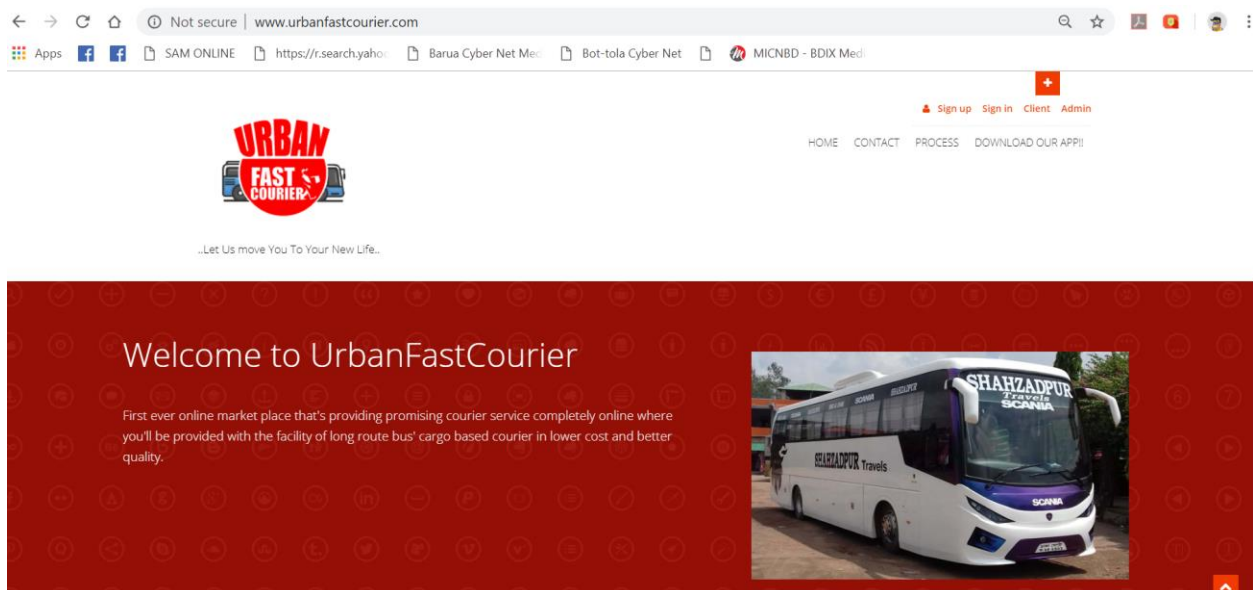 Not secure | www.urbanfastcourier.com
Apps SAM ONLINE https://r.search.yahoo Barua Cyber Net Med Bot-tola Cyber Net MICNBD - BDIX Medi
+
Sign up Sign in Client Admin
HOME CONTACT PROCESS DOWNLOAD OUR APP!!
URBAN
FAST
COURIER
..Let Us move You To Your New Life..
Welcome to UrbanFastCourier
First ever online market place that's providing promising courier service completely online where
you'll be provided with the facility of long route bus' cargo based courier in lower cost and better
quality.
SHAHZADPUR
Travels
SCANIA
SHAHZADPUR Travels
SCANIA